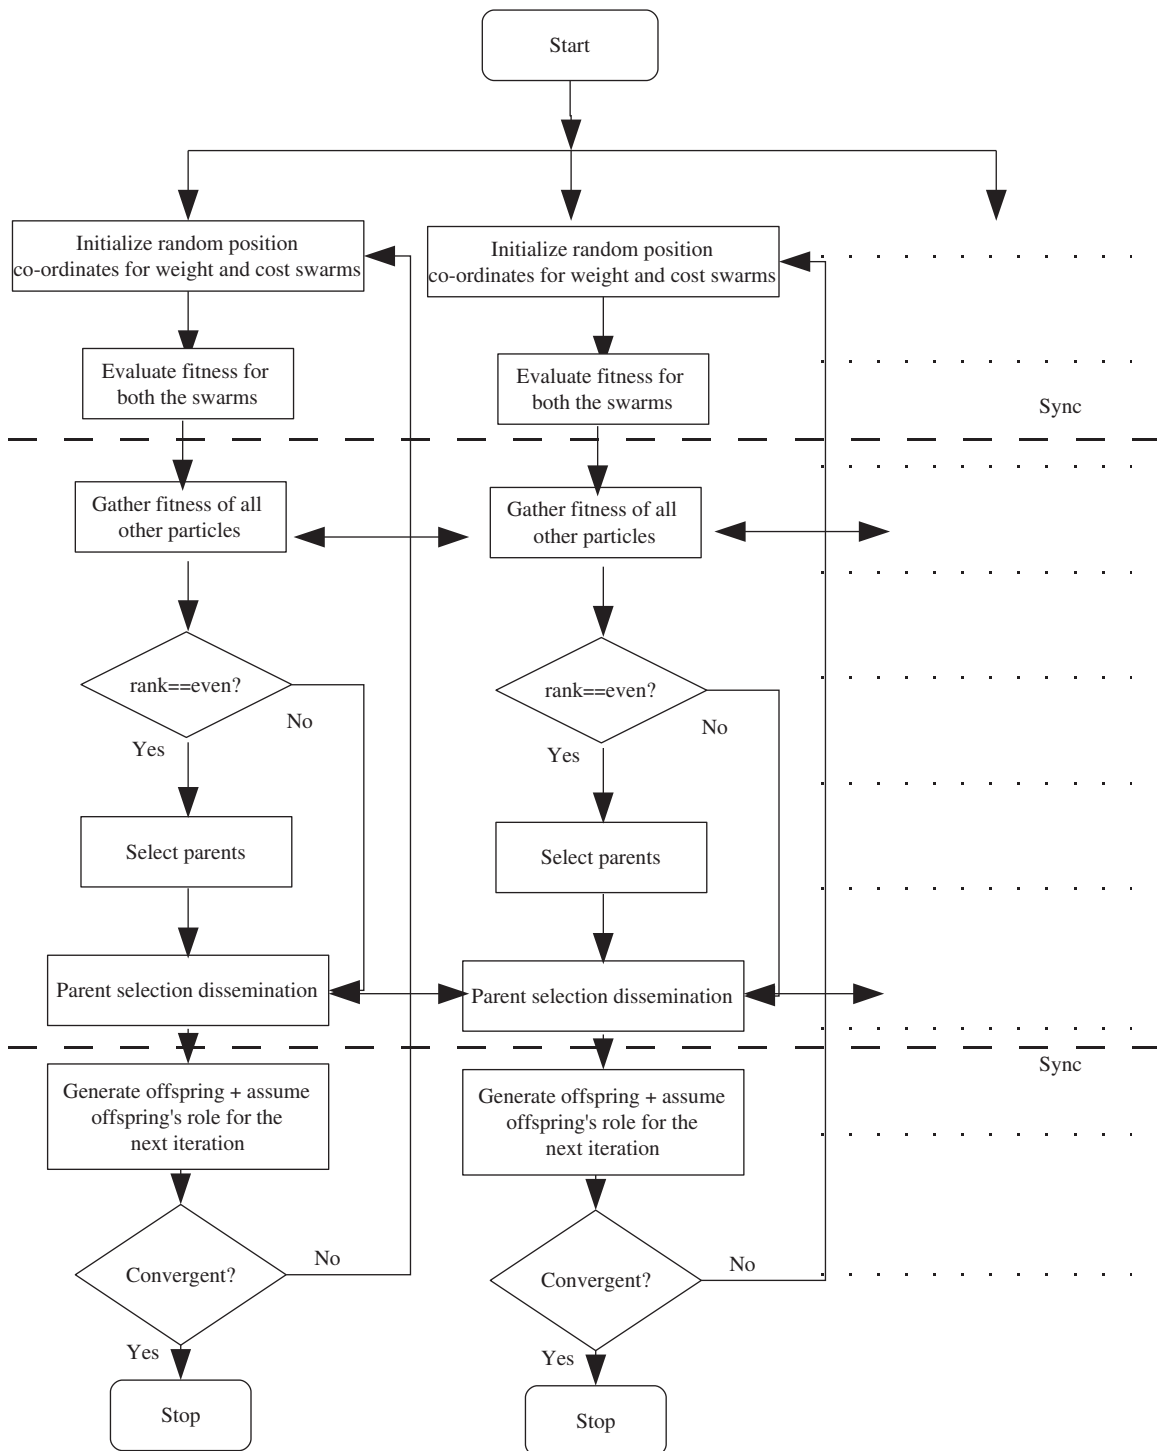 Start
Initialize random position
co-ordinates for weight and cost swarms
Initialize random position
co-ordinates for weight and cost swarms
Evaluate fitness for
both the swarms
Evaluate fitness for
both the swarms
Sync
Gather fitness of all
other particles
Gather fitness of all
other particles
rank==even?
No
Yes
rank==even?
No
Yes
Select parents
Select parents
Parent selection dissemination
Parent selection dissemination
Sync
Generate offspring + assume
offspring's role for the
next iteration
Generate offspring + assume
offspring's role for the
next iteration
Convergent?
No
Yes
Convergent?
No
Yes
Stop
Stop